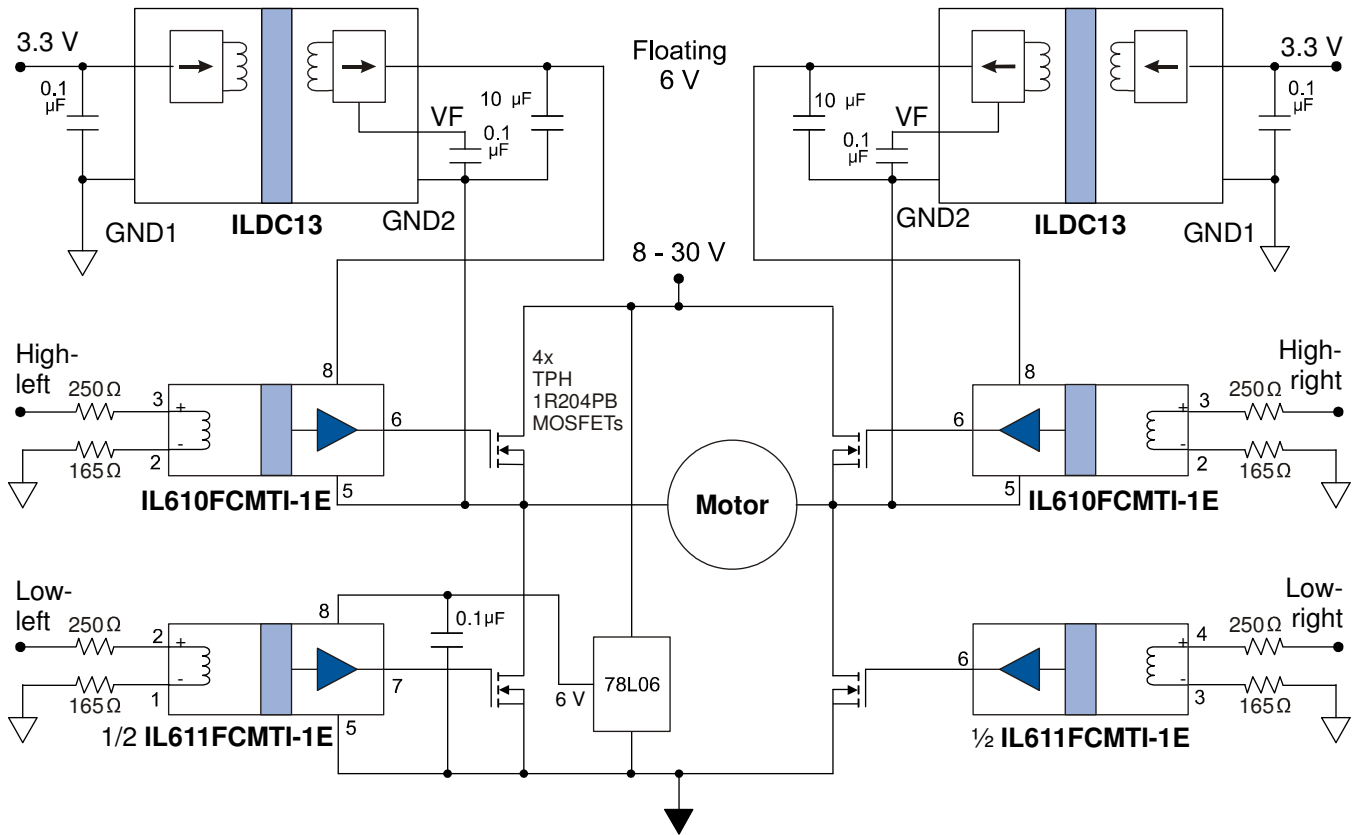 3.3 V
0.1
µF
GND1
ILDC13
VF
0.1
µF
10 µF
GND2
Floating
6 V
10 µF
VF
0.1
µF
GND2
ILDC13
GND1
3.3 V
0.1
µF
8 - 30 V
High-
left
250Ω
165Ω
3
+
-
2
8
6
5
IL610FCMTI-1E
4x
TPH
1R204PB
MOSFETs
Motor
8
6
5
+
-
3
2
250Ω
165Ω
High-
right
IL610FCMTI-1E
Low-
left
250Ω
165Ω
2
+
-
1
8
7
5
1/2 IL611FCMTI-1E
0.1µF
6 V
78L06
6
+
-
4
3
250Ω
165Ω
Low-
right
½ IL611FCMTI-1E